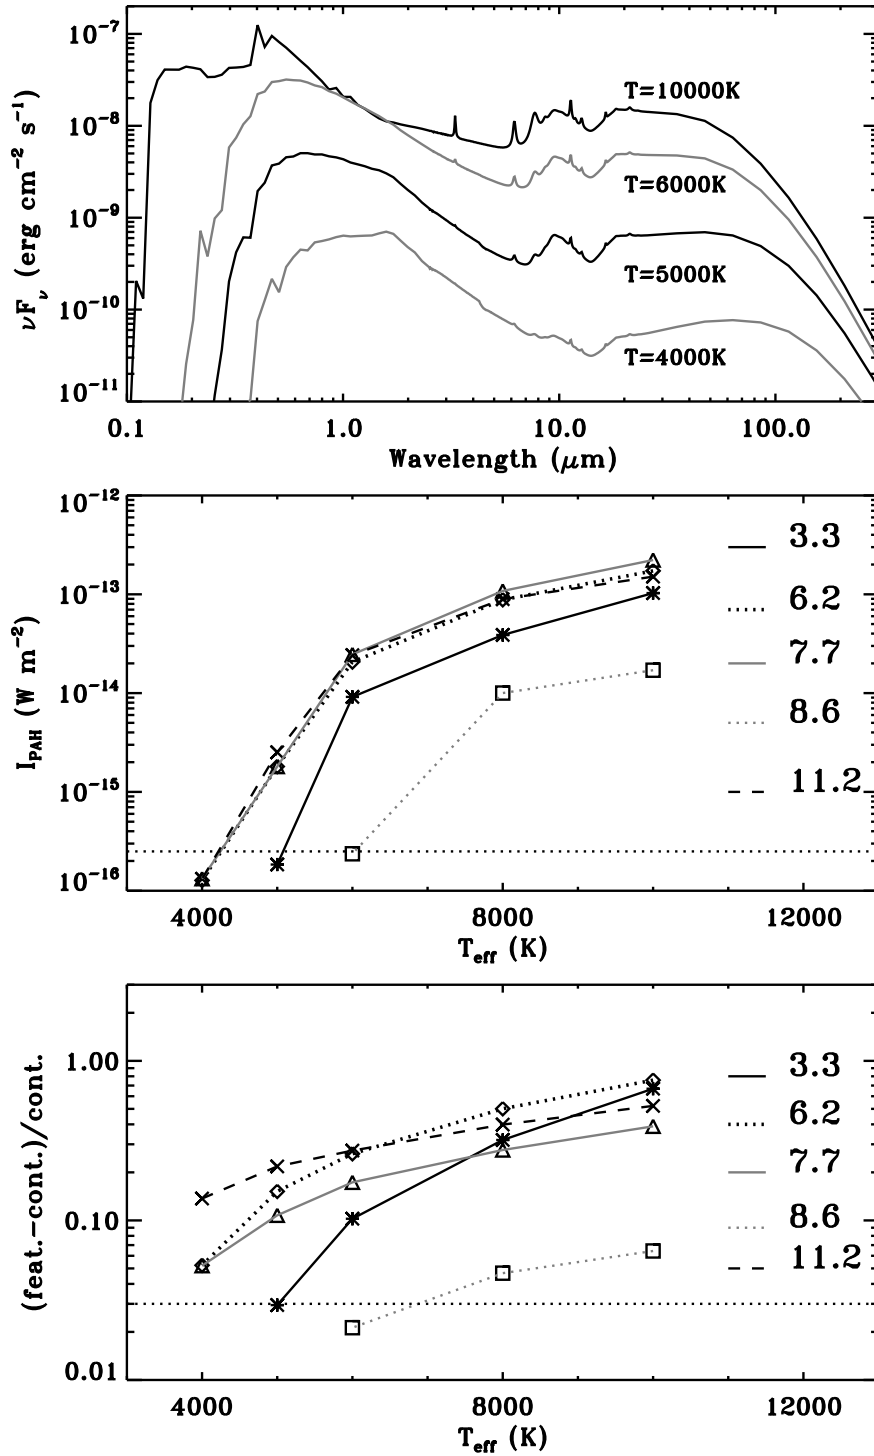 10⁻⁷
10⁻⁸
10⁻⁹
10⁻¹⁰
10⁻¹¹
νFν (erg cm⁻² s⁻¹)
T=10000K
T=6000K
T=5000K
T=4000K
0.1 1.0 10.0 100.0
Wavelength (μm)
10⁻¹²
10⁻¹³
10⁻¹⁴
10⁻¹⁵
10⁻¹⁶
I_PAH (W m⁻²)
3.3
6.2
7.7
8.6
11.2
4000 8000 12000
T_eff (K)
1.00
0.10
0.01
(feat.−cont.)/cont.
3.3
6.2
7.7
8.6
11.2
4000 8000 12000
T_eff (K)